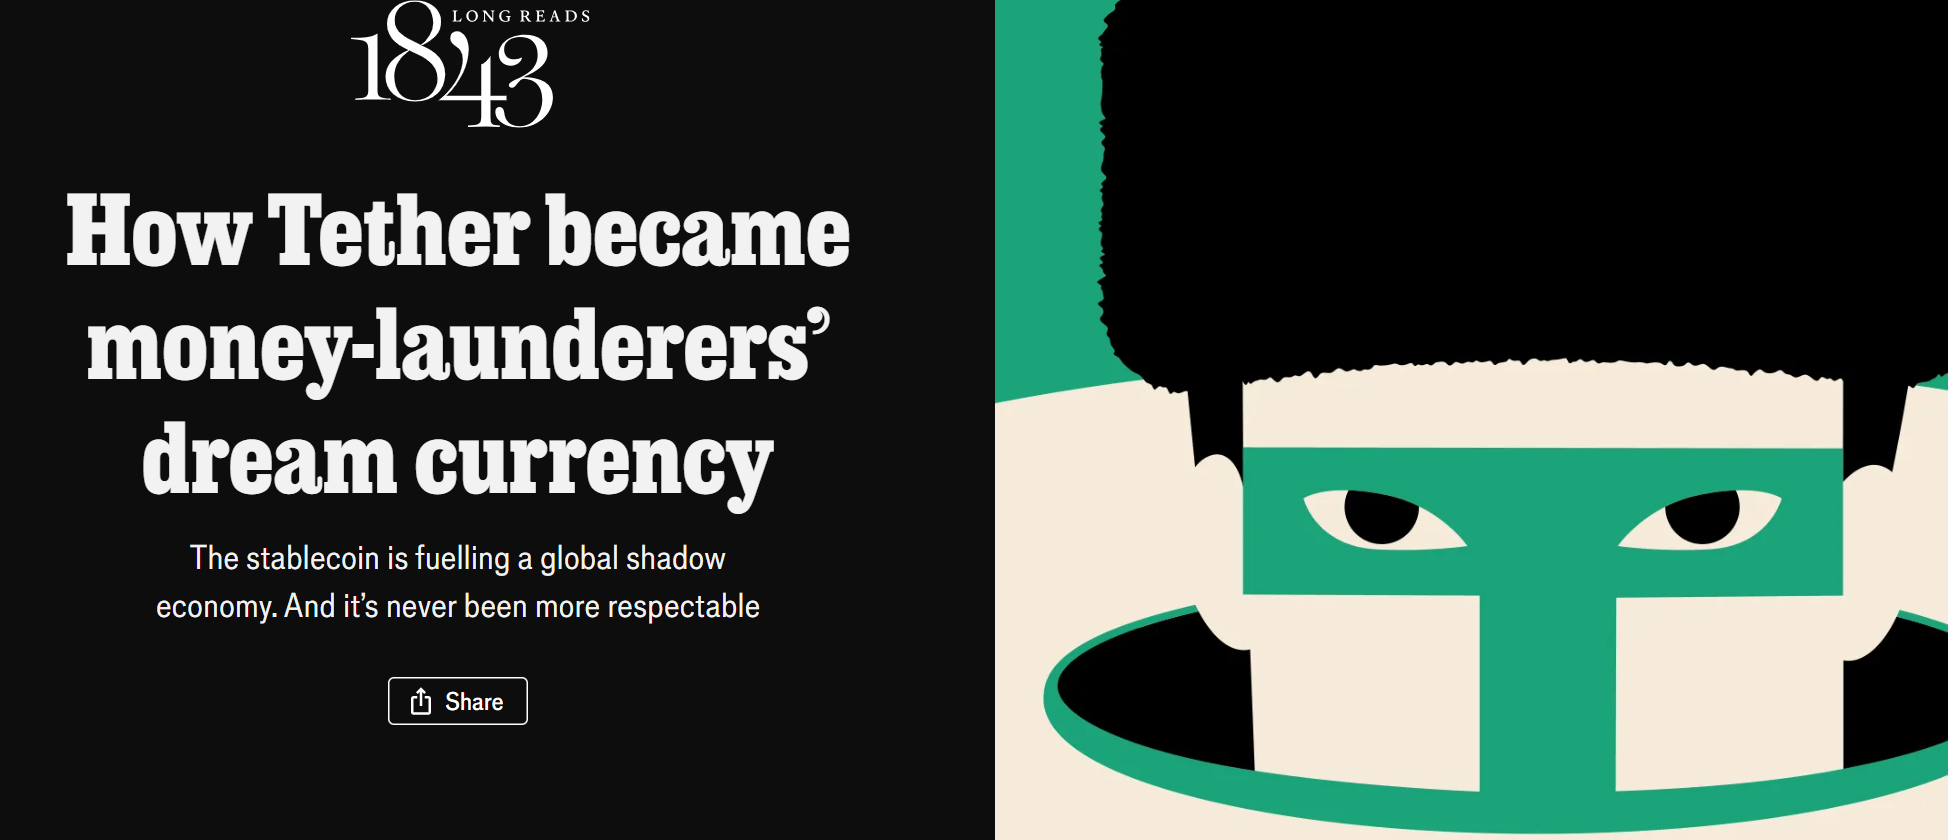 LONG READS
1843
How Tether became
money-launderers’
dream currency
The stablecoin is fuelling a global shadow
economy. And it’s never been more respectable
Share